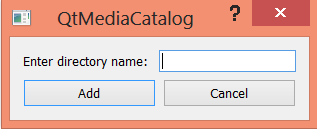 QtMediaCatalog ?
Enter directory name:
Add Cancel